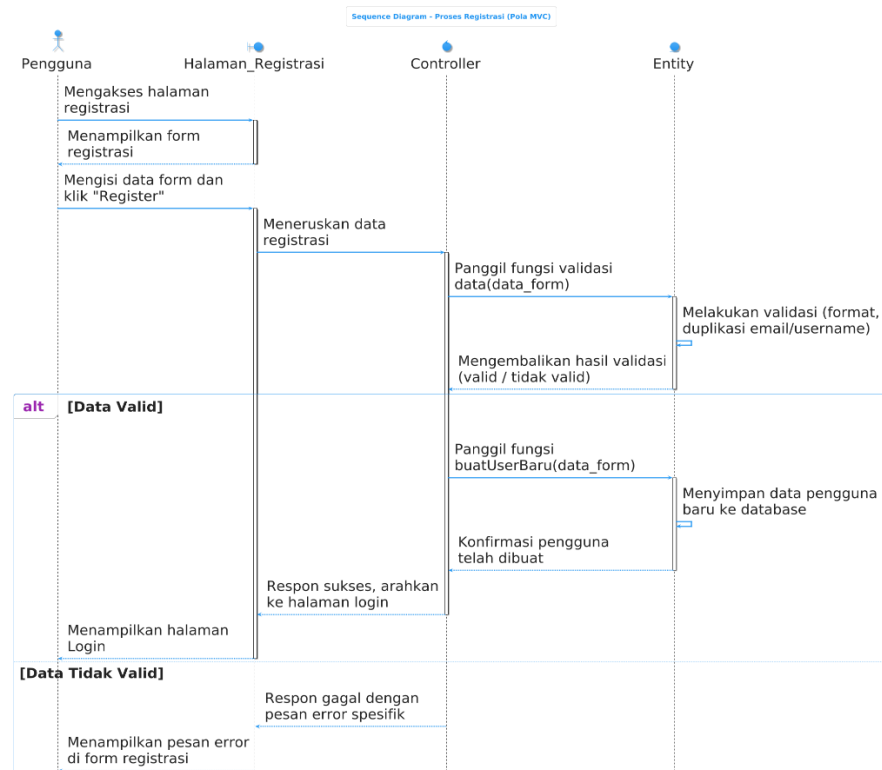 Sequence Diagram - Proses Registrasi (Pola MVC)
Pengguna
Halaman_Registrasi
Controller
Entity
Mengakses halaman
registrasi
Menampilkan form
registrasi
Mengisi data form dan
klik "Register"
Meneruskan data
registrasi
Panggil fungsi validasi
data(data_form)
Melakukan validasi (format,
duplikasi email/username)
Mengembalikan hasil validasi
(valid / tidak valid)
alt
[Data Valid]
Panggil fungsi
buatUserBaru(data_form)
Menyimpan data pengguna
baru ke database
Konfirmasi pengguna
telah dibuat
Respon sukses, arahkan
ke halaman login
Menampilkan halaman
Login
[Data Tidak Valid]
Respon gagal dengan
pesan error spesifik
Menampilkan pesan error
di form registrasi